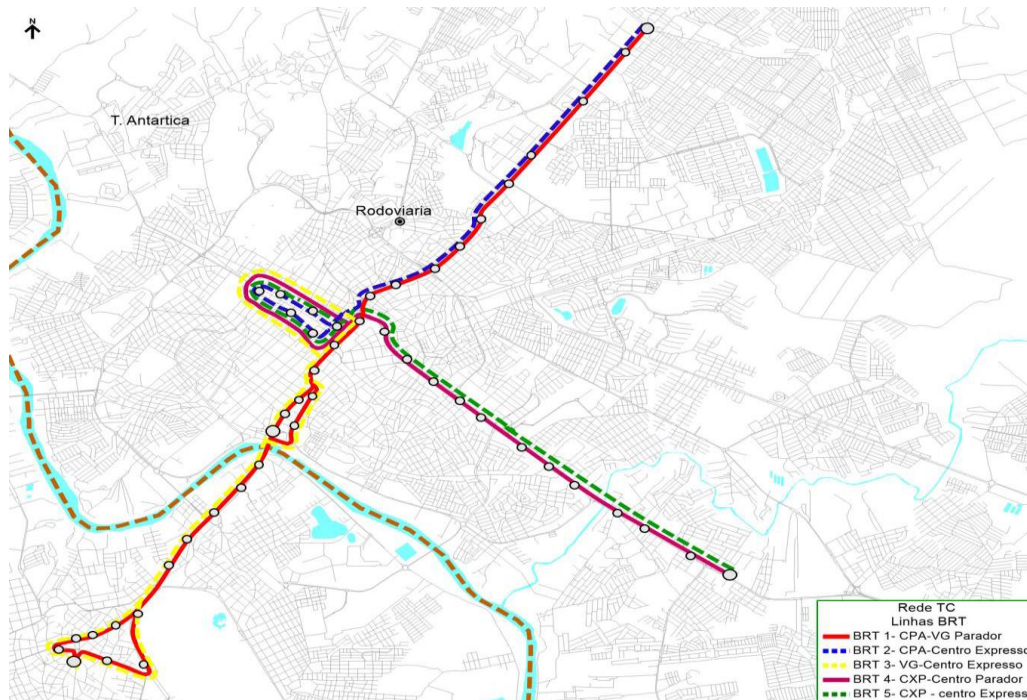 N
T. Antartica
Rodoviaria
Rede TC
Linhas BRT
BRT 1- CPA-VG Parador
BRT 2- CPA-Centro Expresso
BRT 3- VG-Centro Expresso
BRT 4- CXP-Centro Parador
BRT 5- CXP - centro Express